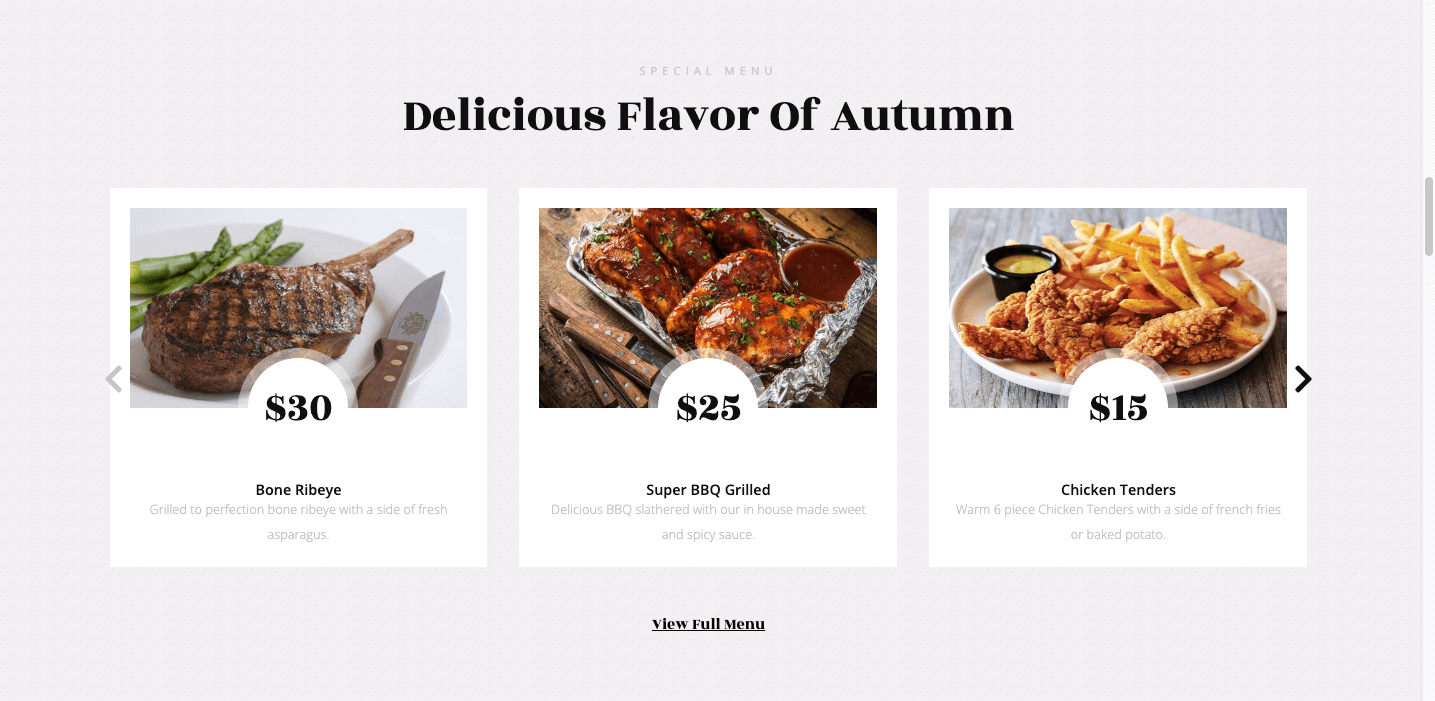 SPECIAL MENU
Delicious Flavor Of Autumn
$30
Bone Ribeye
Grilled to perfection bone ribeye with a side of fresh
asparagus.
$25
Super BBQ Grilled
Delicious BBQ slathered with our in house made sweet
and spicy sauce.
$15
Chicken Tenders
Warm 6 piece Chicken Tenders with a side of french fries
or baked potato.
View Full Menu